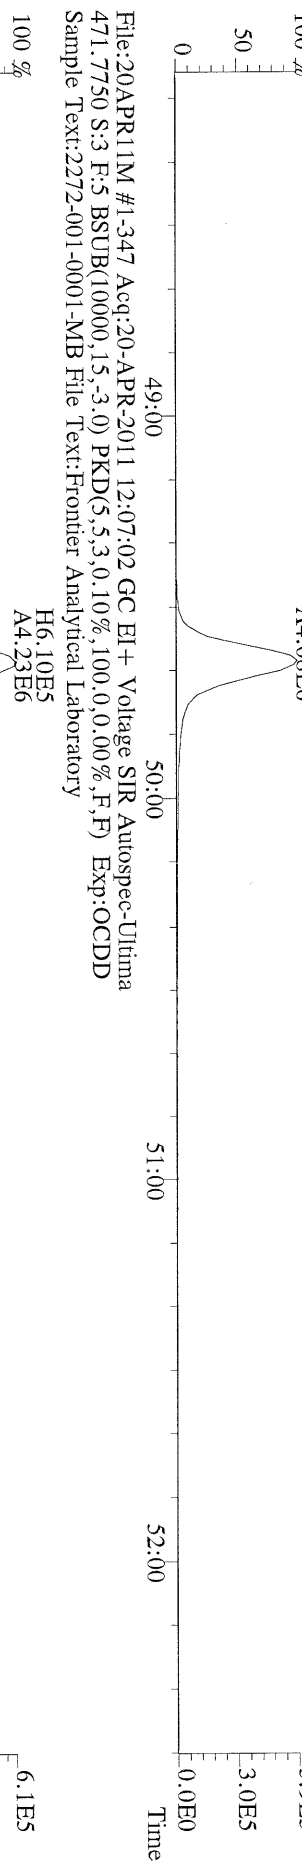 100 %
50
0
3.0E5
0.0E0
49:00 50:00 51:00 52:00 Time
File:20APR11M #1-347 Acq:20-APR-2011 12:07:02 GC EI+ Voltage SIR Autospec-Ultima
471.7750 S:3 F:5 BSUB(10000,15,-3.0) PKD(5,5,3,0.10%,100.0,0.00%,F,F) Exp:OCDD
Sample Text:2272-001-0001-MB File Text:Frontier Analytical Laboratory
H6.10E5
A4.23E6
100 % 6.1E5